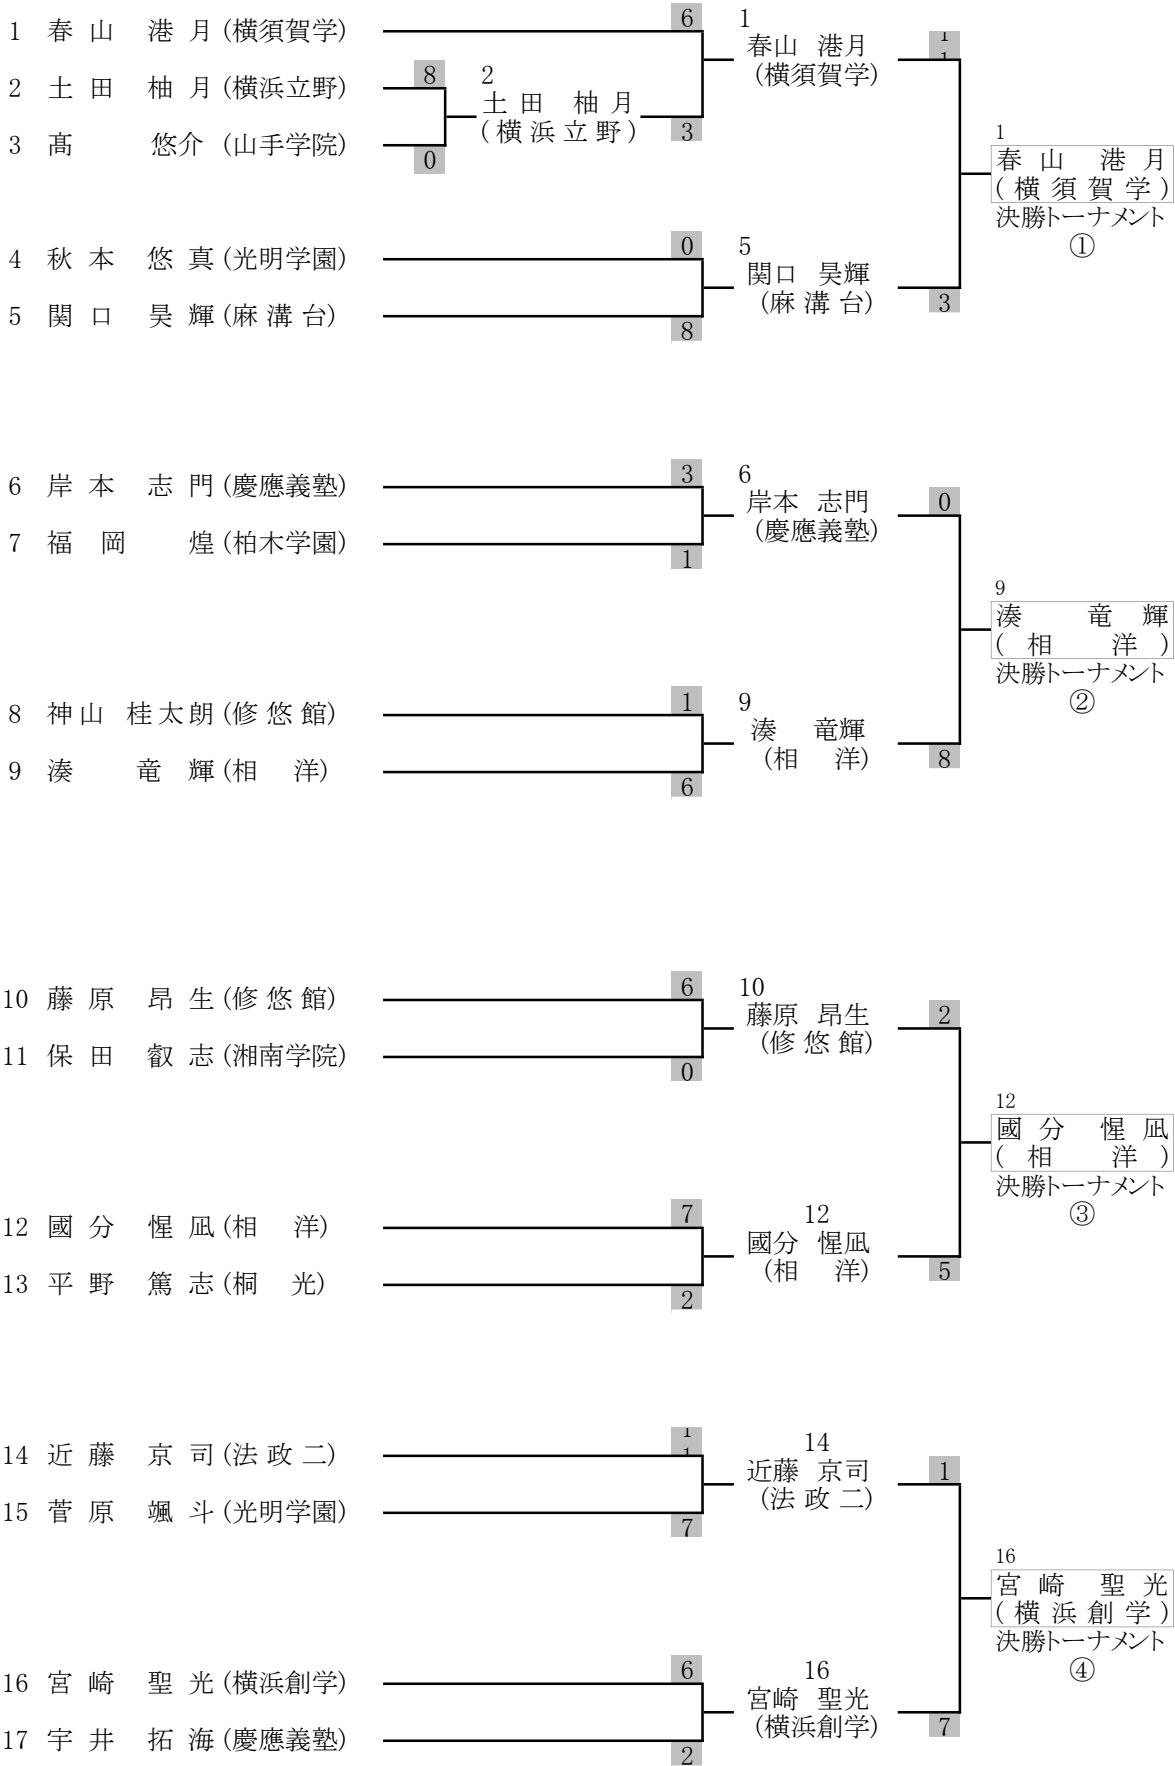 1 春山 港月 (横須賀学)
6
2 土田 柚月 (横浜立野)
8
3 髙 悠介 (山手学院)
0
2
土田 柚月
(横浜立野)
3
1
春山 港月
(横須賀学)
11
4 秋本 悠真 (光明学園)
0
5 関口 昊輝 (麻溝台)
8
5
関口 昊輝
(麻溝台)
3
1
春山 港月
(横須賀学)
決勝トーナメント
①
6 岸本 志門 (慶應義塾)
3
7 福岡 煌 (柏木学園)
1
6
岸本 志門
(慶應義塾)
0
8 神山 桂太朗 (修悠館)
1
9 湊 竜輝 (相洋)
6
9
湊 竜輝
(相洋)
8
9
湊 竜輝
(相洋)
決勝トーナメント
②
10 藤原 昂生 (修悠館)
6
11 保田 叡志 (湘南学院)
0
10
藤原 昂生
(修悠館)
2
12 國分 惺凪 (相洋)
7
13 平野 篤志 (桐光)
2
12
國分 惺凪
(相洋)
5
12
國分 惺凪
(相洋)
決勝トーナメント
③
14 近藤 京司 (法政二)
11
15 菅原 颯斗 (光明学園)
7
14
近藤 京司
(法政二)
1
16 宮崎 聖光 (横浜創学)
6
17 宇井 拓海 (慶應義塾)
2
16
宮崎 聖光
(横浜創学)
7
16
宮崎 聖光
(横浜創学)
決勝トーナメント
④